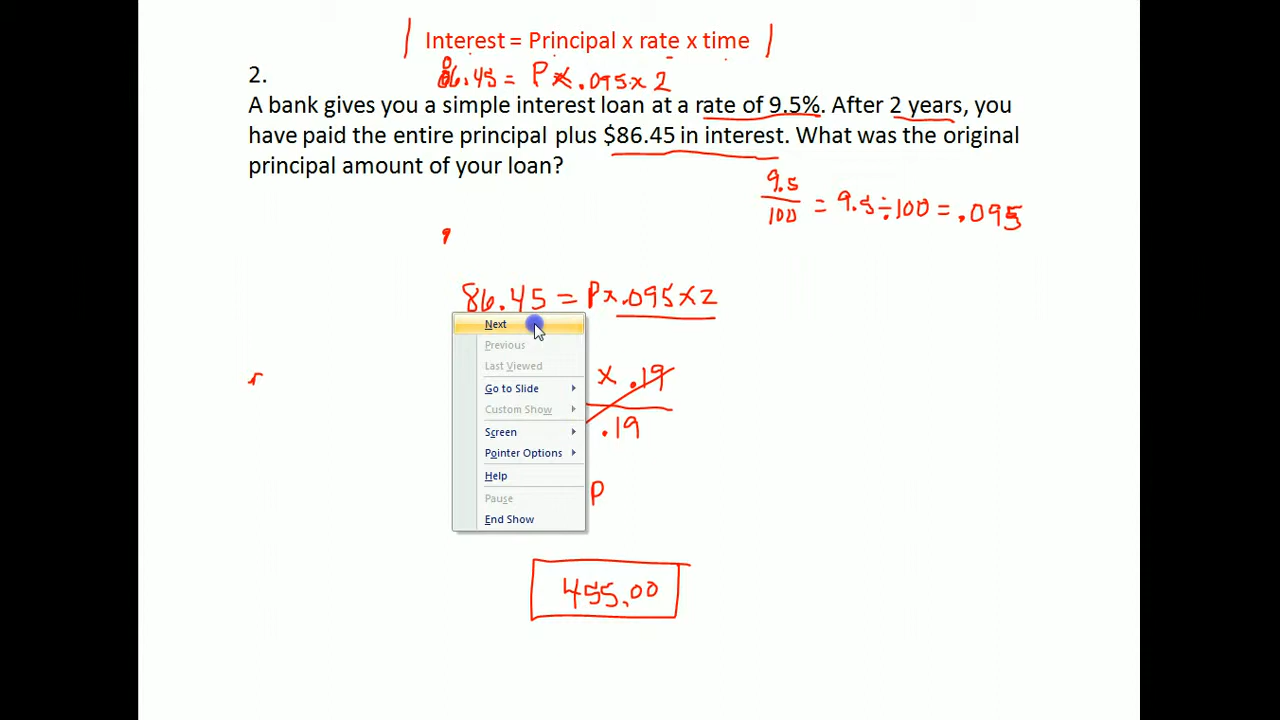 Interest = Principal x rate x time
2.
86.45 = P x .095 x 2
A bank gives you a simple interest loan at a rate of 9.5%. After 2 years, you
have paid the entire principal plus $86.45 in interest. What was the original
principal amount of your loan?
9.5
100
= 9.5 ÷ 100 = .095
86.45 = P x .095 x 2
Next
Previous
Last Viewed
Go to Slide
Custom Show
Screen
Pointer Options
Help
Pause
End Show
x .19
.19
P
455.00